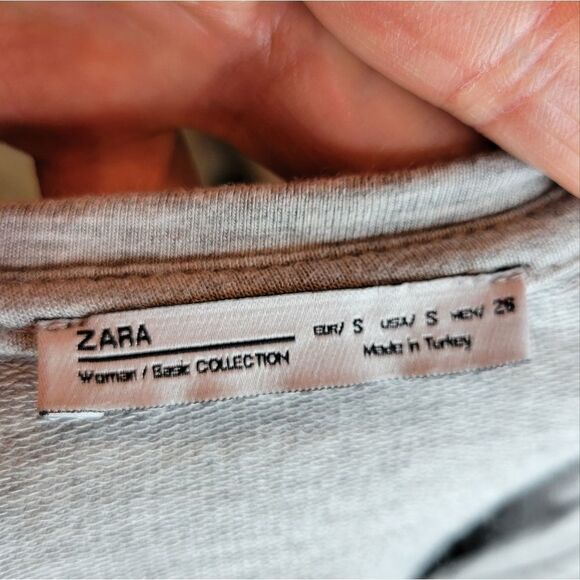 ZARA
Woman / Basic COLLECTION
EUR/ S USA/ S MEX/ 26
Made in Turkey